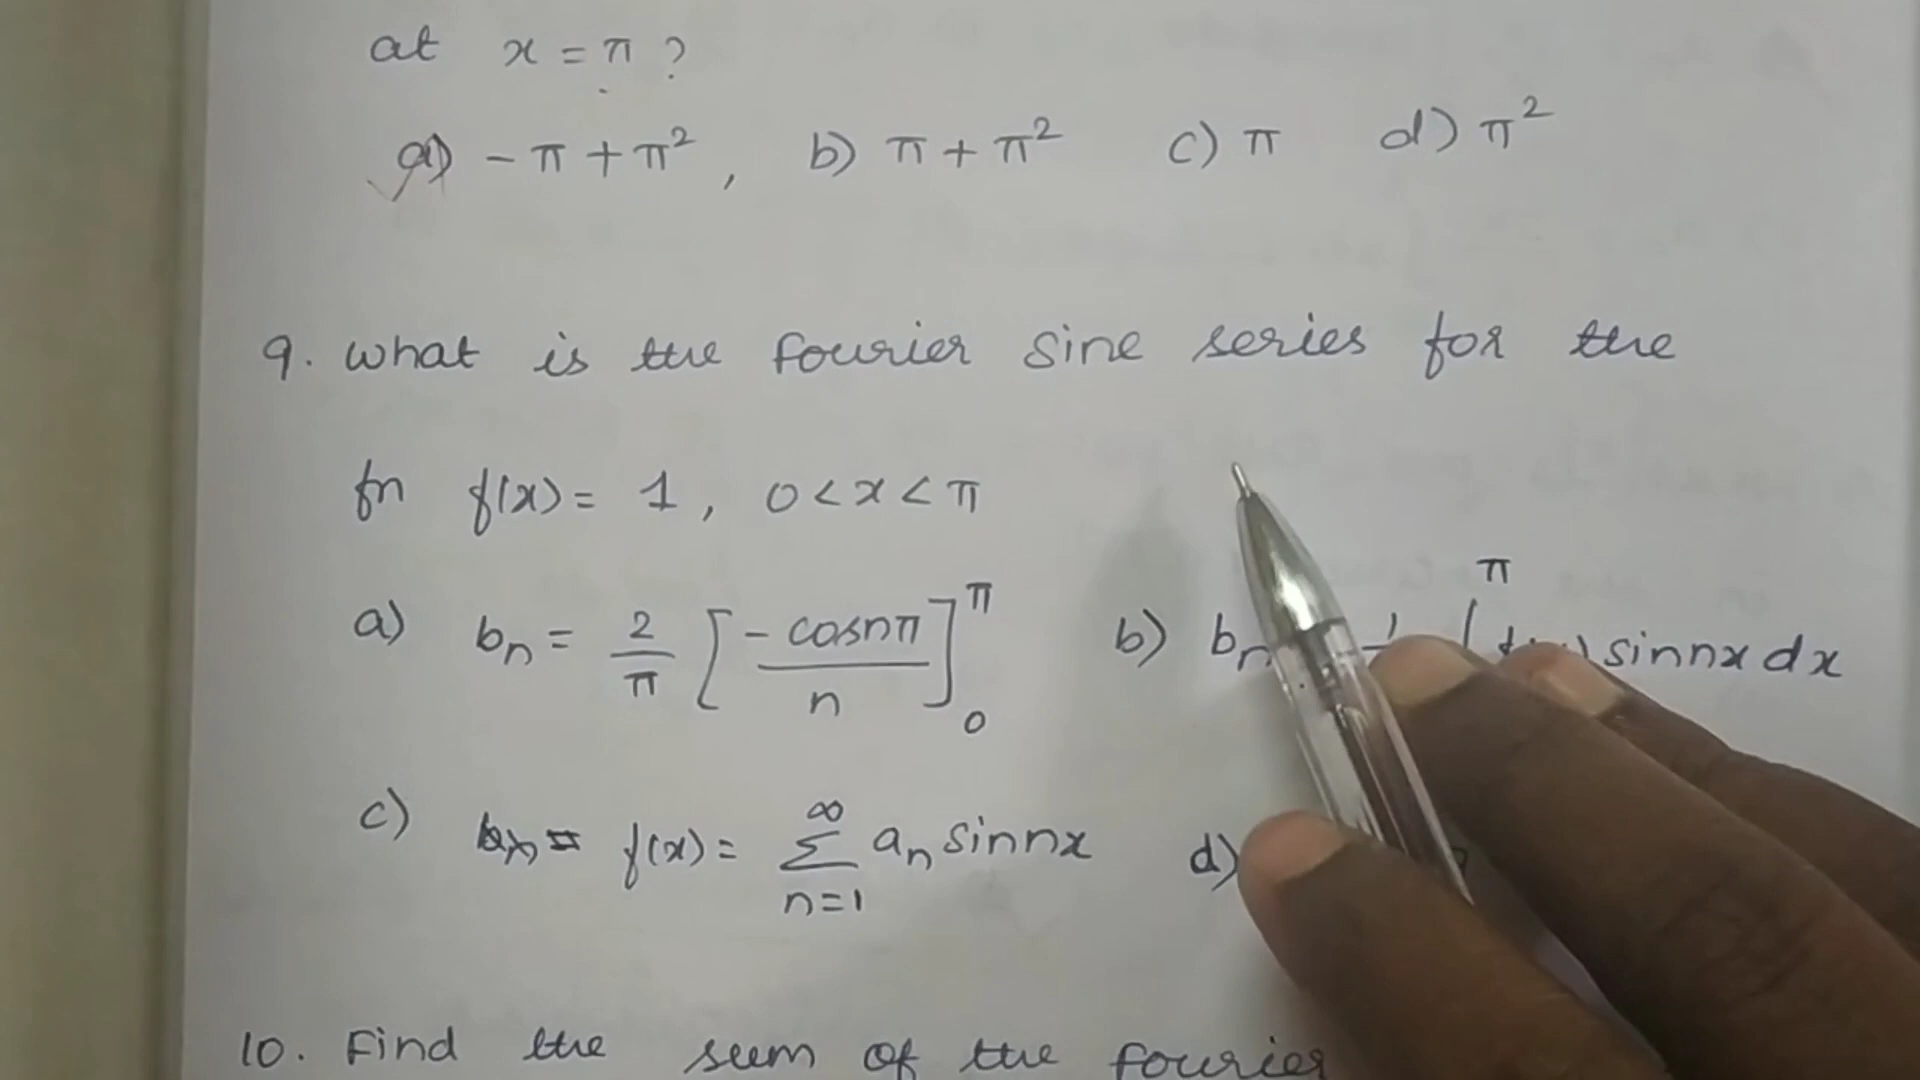 at x = π ?
a) - π + π² , b) π + π² c) π d) π²
9. what is the fourier sine series for the
fn f(x) = 1 , 0 < x < π
a) bn = 2/π [ - cosnπ / n ]₀^π b) bn sinnx dx
c) f(x) = Σ_{n=1}^{∞} an sinnx d)
10. Find the sum of the fourier